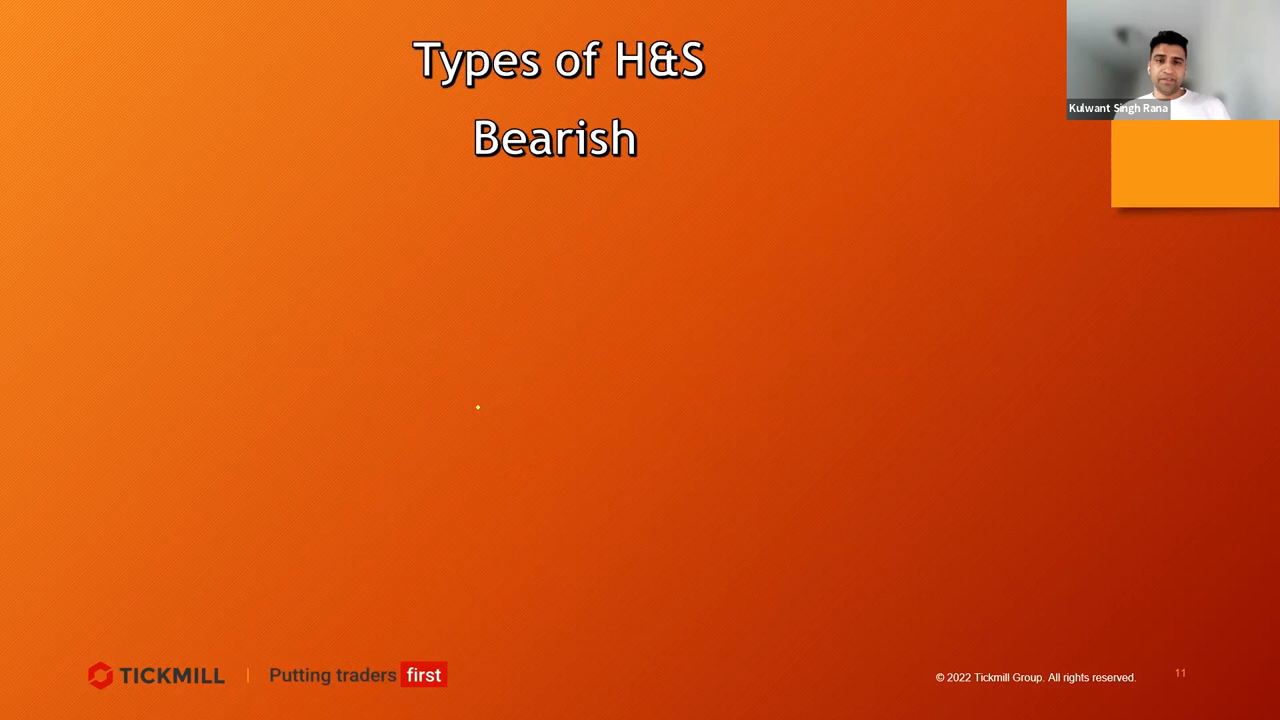 Types of H&S
Bearish
Kulwant Singh Rana
TICKMILL | Putting traders first
© 2022 Tickmill Group. All rights reserved.
11